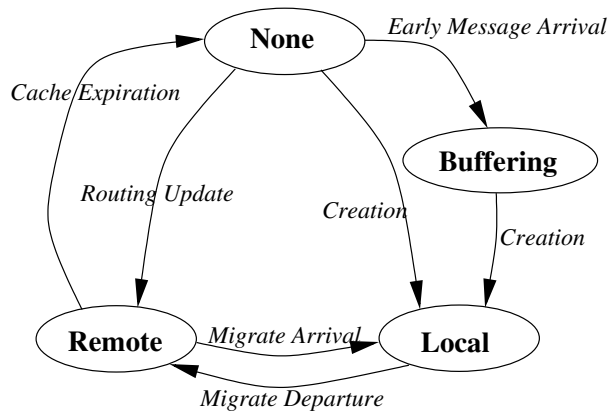 None
Early Message Arrival
Cache Expiration
Buffering
Routing Update
Creation
Creation
Remote
Migrate Arrival
Local
Migrate Departure